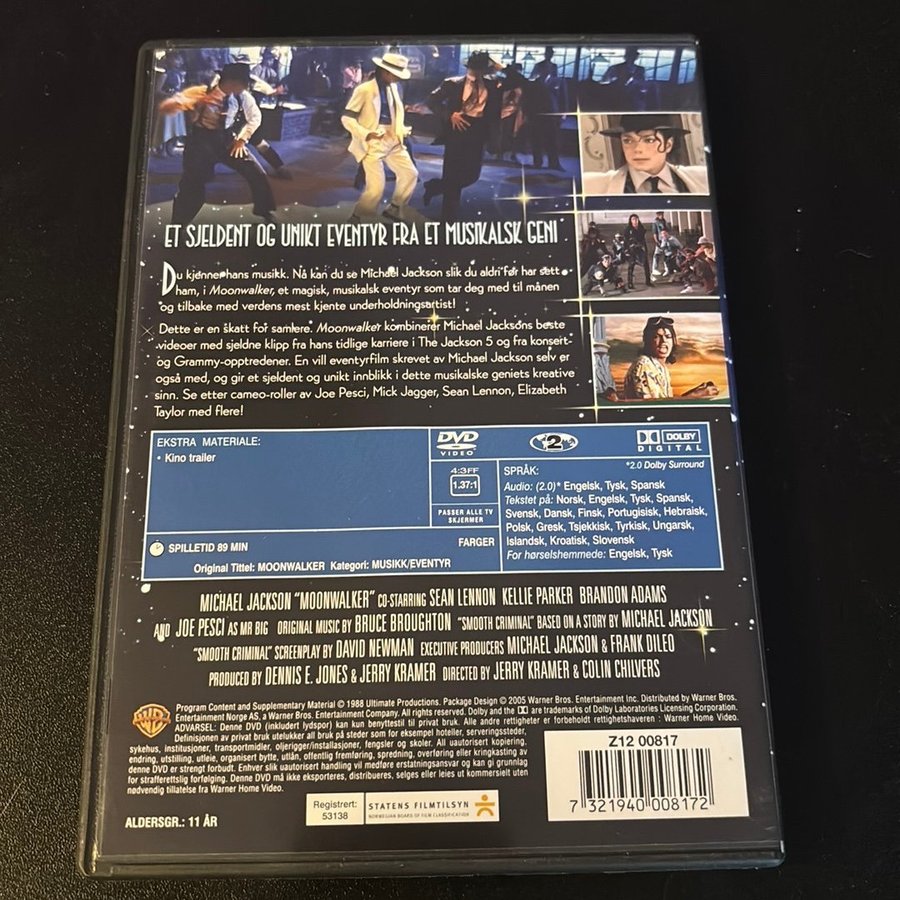 ET SJELDENT OG UNIKT EVENTYR FRA ET MUSIKALSK GENI
Du kjenner hans musikk. Nå kan du se Michael Jackson slik du aldri før har sett
ham, i Moonwalker, et magisk, musikalsk eventyr som tar deg med til månen
og tilbake med verdens mest kjente underholdningsartist!
Dette er en skatt for samlere. Moonwalker kombinerer Michael Jacksons beste
videoer med sjeldne klipp fra hans tidlige karriere i The Jackson 5 og fra konsert-
og Grammy-opptredener. En vill eventyrfilm skrevet av Michael Jackson selv er
også med, og gir et sjeldent og unikt innblikk i dette musikalske geniets kreative
sinn. Se etter cameo-roller av Joe Pesci, Mick Jagger, Sean Lennon, Elizabeth
Taylor med flere!
EKSTRA MATERIALE:
• Kino trailer
DVD
VIDEO
2
DOLBY
DIGITAL
*2.0 Dolby Surround
4:3FF
1.37:1
PASSER ALLE TV
SKJERMER
SPRÅK:
Audio: (2.0)* Engelsk, Tysk, Spansk
Tekstet på: Norsk, Engelsk, Tysk, Spansk,
Svensk, Dansk, Finsk, Portugisisk, Hebraisk,
Polsk, Gresk, Tsjekkisk, Tyrkisk, Ungarsk,
Islandsk, Kroatisk, Slovensk
For hørselshemmede: Engelsk, Tysk
SPILLETID 89 MIN
FARGER
Original Tittel: MOONWALKER Kategori: MUSIKK/EVENTYR
MICHAEL JACKSON "MOONWALKER" CO-STARRING SEAN LENNON KELLIE PARKER BRANDON ADAMS
AND JOE PESCI AS MR BIG ORIGINAL MUSIC BY BRUCE BROUGHTON "SMOOTH CRIMINAL" BASED ON A STORY BY MICHAEL JACKSON
"SMOOTH CRIMINAL" SCREENPLAY BY DAVID NEWMAN EXECUTIVE PRODUCERS MICHAEL JACKSON & FRANK DILEO
PRODUCED BY DENNIS E. JONES & JERRY KRAMER DIRECTED BY JERRY KRAMER & COLIN CHILVERS
WB
Program Content and Supplementary Material © 1988 Ultimate Productions. Package Design © 2005 Warner Bros. Entertainment Inc. Distributed by Warner Bros.
Entertainment Norge AS, a Warner Bros. Entertainment Company. All rights reserved. Dolby and the DD are trademarks of Dolby Laboratories Licensing Corporation.
ADVARSEL: Denne DVD (inkludert lydspor) kan kun benyttestil til privat bruk. Alle andre rettigheter er forbeholdt rettighetshaveren : Warner Home Video.
Definisjonen av privat bruk utelukker all bruk på steder som for eksempel hoteller, serveringssteder,
sykehus, institusjoner, transportmidler, oljerigger/installasjoner, fengsler og skoler. All uautorisert kopiering,
endring, utstilling, utleie, organisert bytte, utlån, offentlig fremføring, spredning, overføring eller kringkasting av
denne DVD er strengt forbudt. Enhver slik uautorisert handling vil medføre erstatningsansvar og kan gi grunnlag
for strafferettslig forfølging. Denne DVD må ikke eksporteres, distribueres, selges eller leies ut kommersielt uten
nødvendig tillatelse fra Warner Home Video.
Z12 00817
7 321940 008172
Registrert:
53138
STATENS FILMTILSYN
NORWEGIAN BOARD OF FILM CLASSIFICATION
ALDERSGR.: 11 ÅR